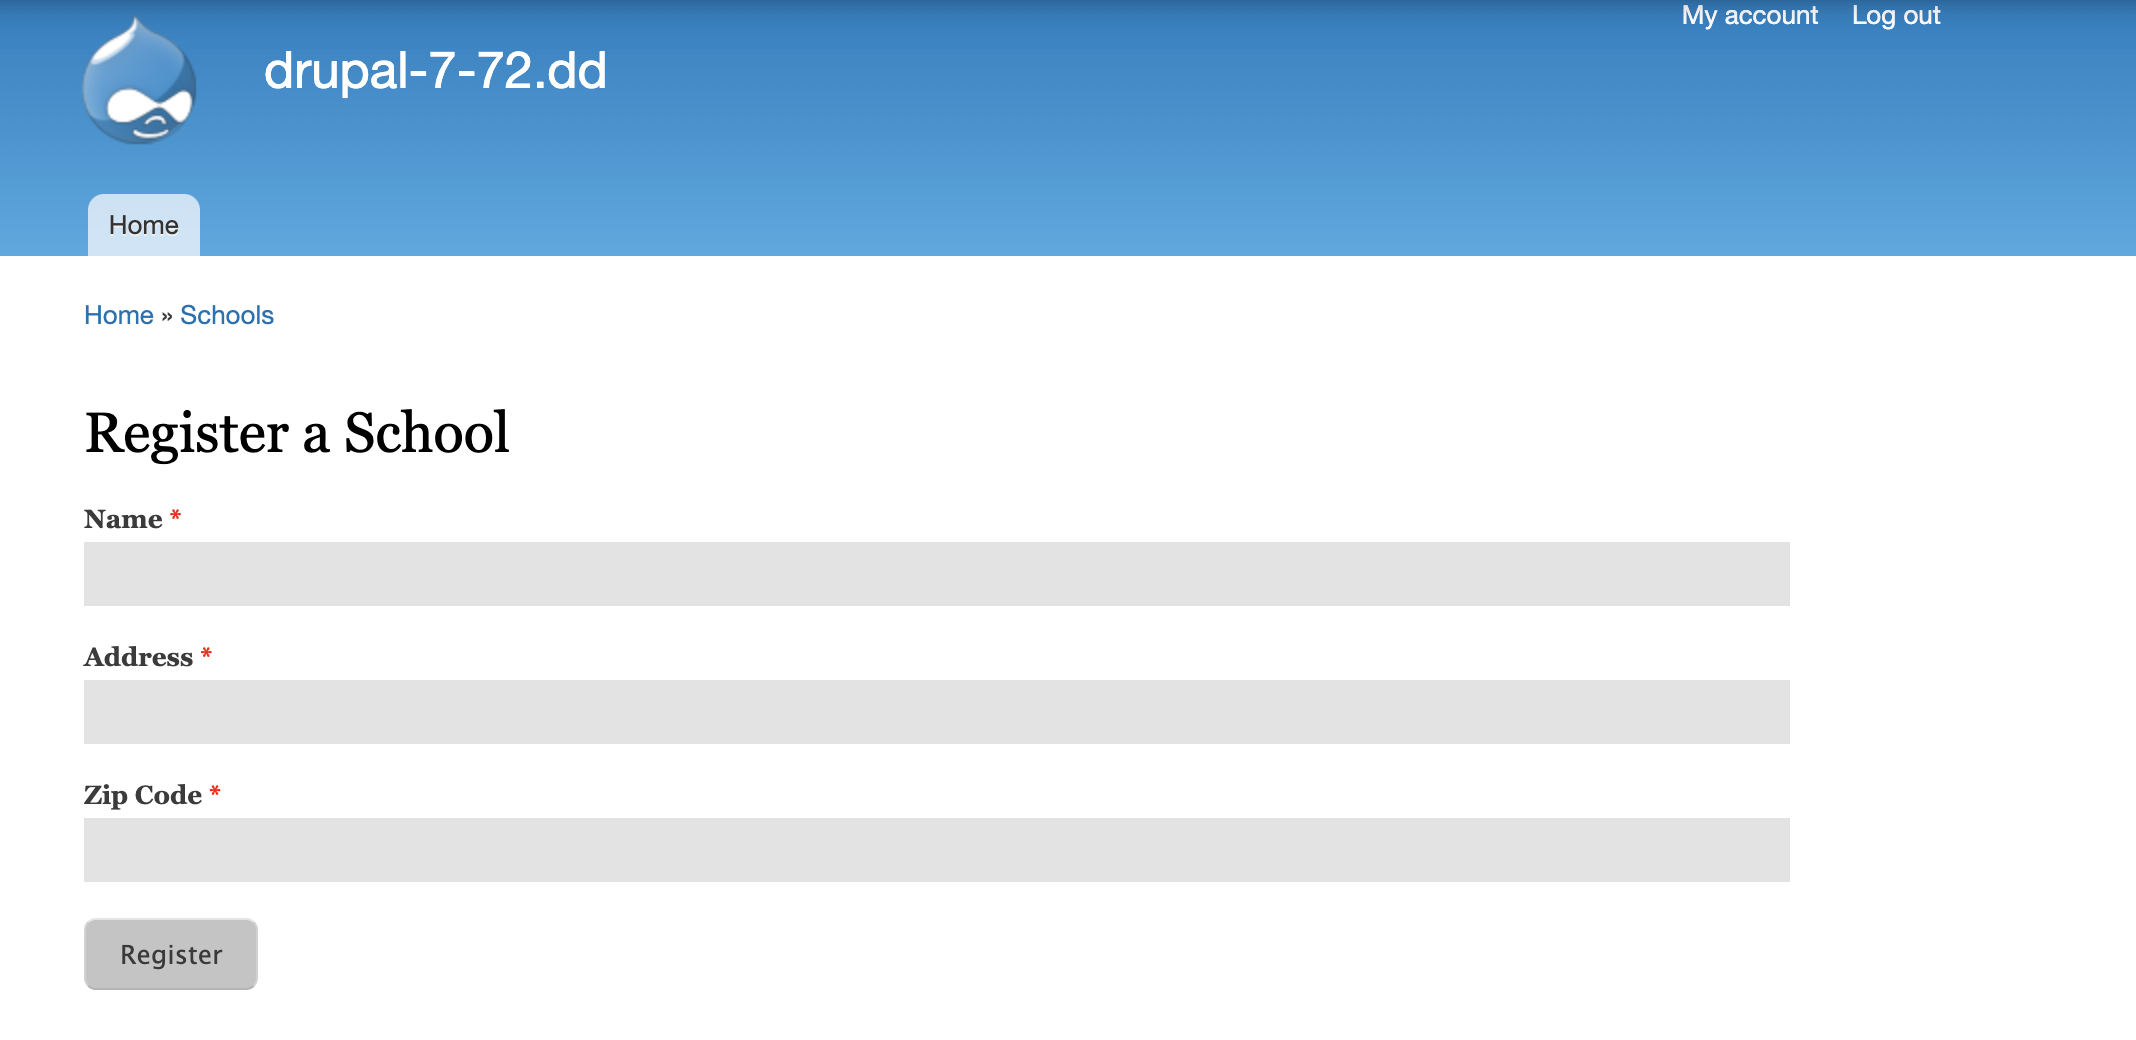 My account Log out
drupal-7-72.dd
Home
Home » Schools
Register a School
Name *
Address *
Zip Code *
Register